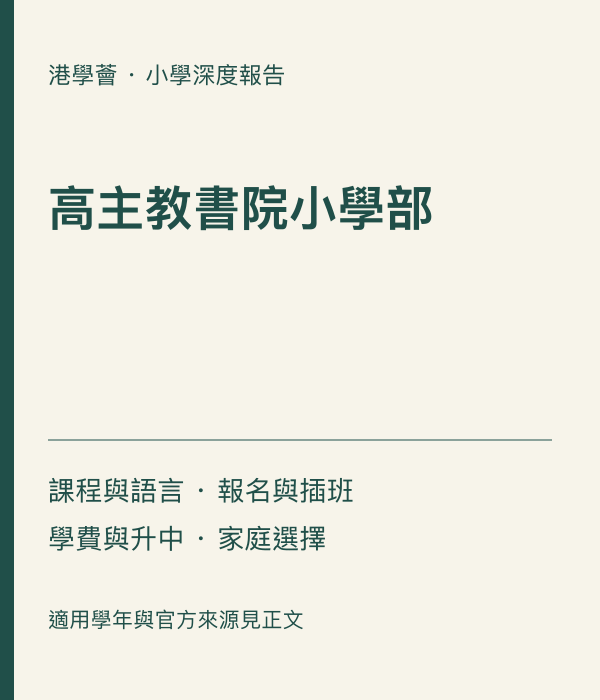 港學薈 · 小學深度報告
高主教書院小學部
課程與語言 · 報名與插班
學費與升中 · 家庭選擇
適用學年與官方來源見正文